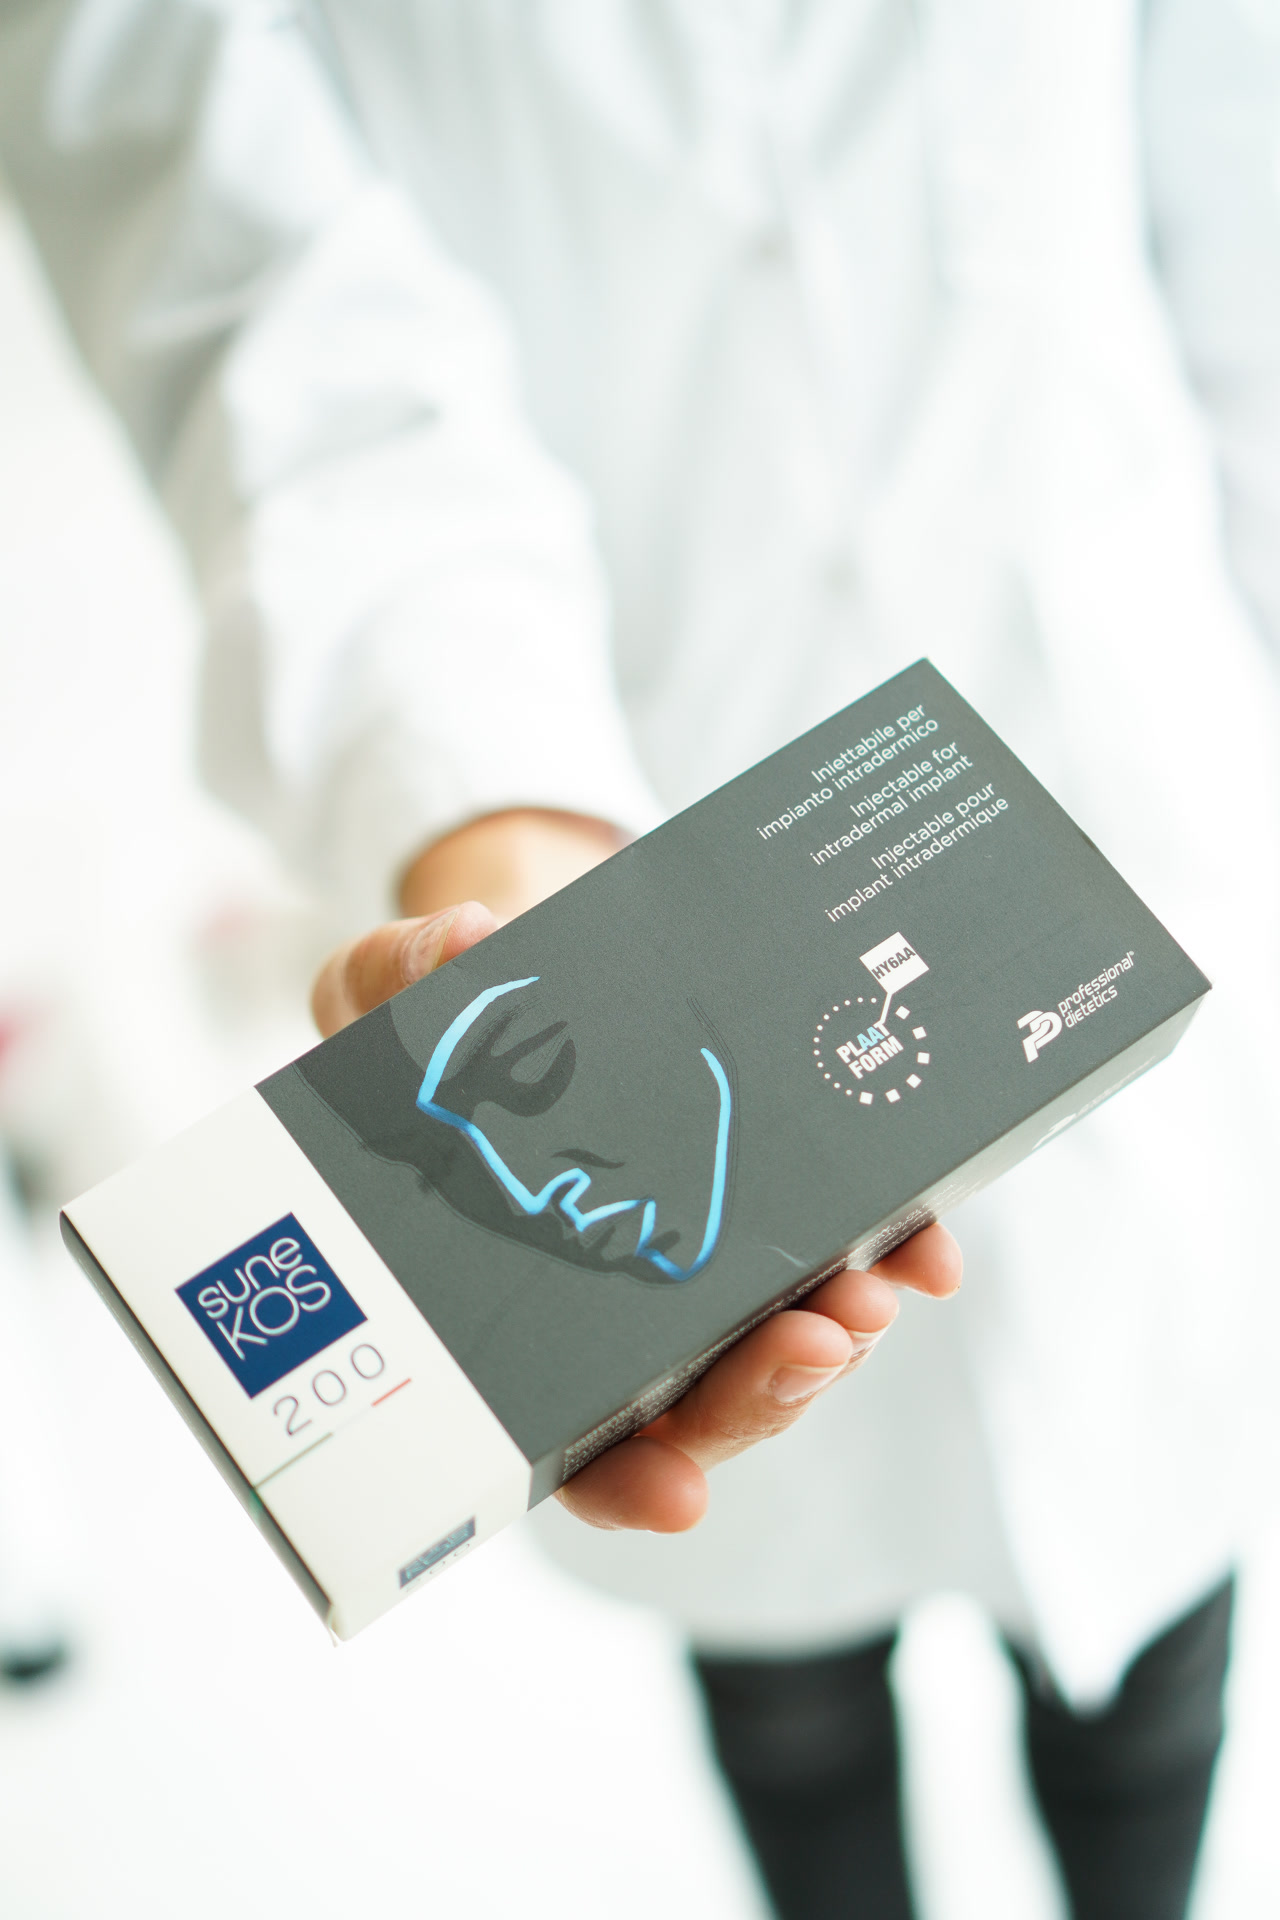 Iniettabile per
impianto intradermico
Injectable for
intradermal implant
Injectable pour
implant intradermique
HY6AA
PLAAT
FORM
professional®
dietetics
sune
KOS
200